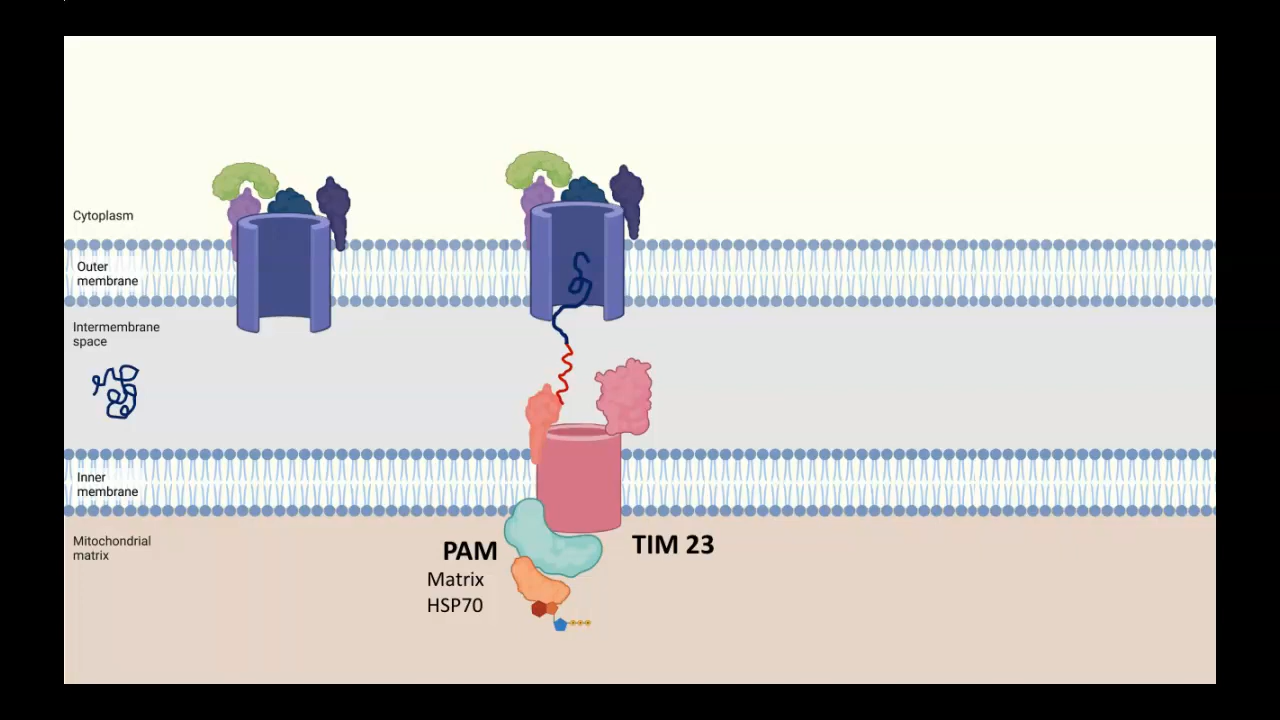 Cytoplasm
Outer
membrane
Intermembrane
space
Inner
membrane
Mitochondrial
matrix
PAM
Matrix
HSP70
TIM 23